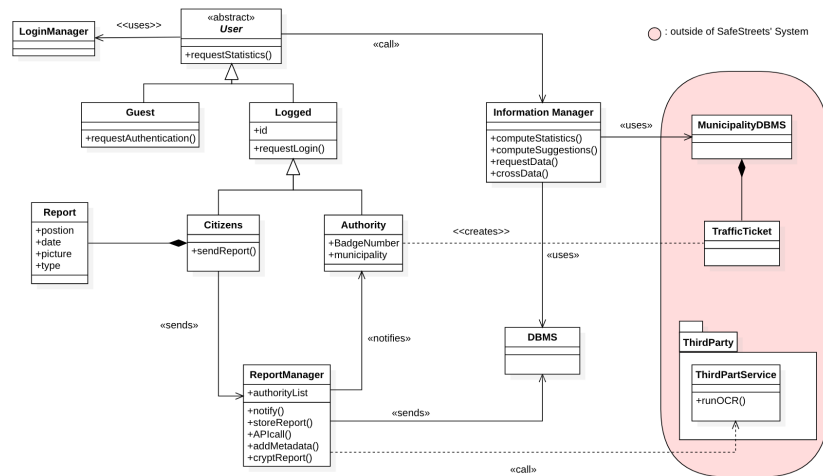 «abstract»
User
+requestStatistics()
LoginManager
<<uses>>
«call»
: outside of SafeStreets' System
Guest
+requestAuthentication()
Logged
+id
+requestLogin()
Information Manager
+computeStatistics()
+computeSuggestions()
+requestData()
+crossData()
«uses»
MunicipalityDBMS
Report
+postion
+date
+picture
+type
Citizens
+sendReport()
Authority
+BadgeNumber
+municipality
<<creates>>
TrafficTicket
«uses»
«sends»
«notifies»
DBMS
ThirdParty
ThirdPartService
+runOCR()
ReportManager
+authorityList
+notify()
+storeReport()
+APIcall()
+addMetadata()
+cryptReport()
«sends»
«call»